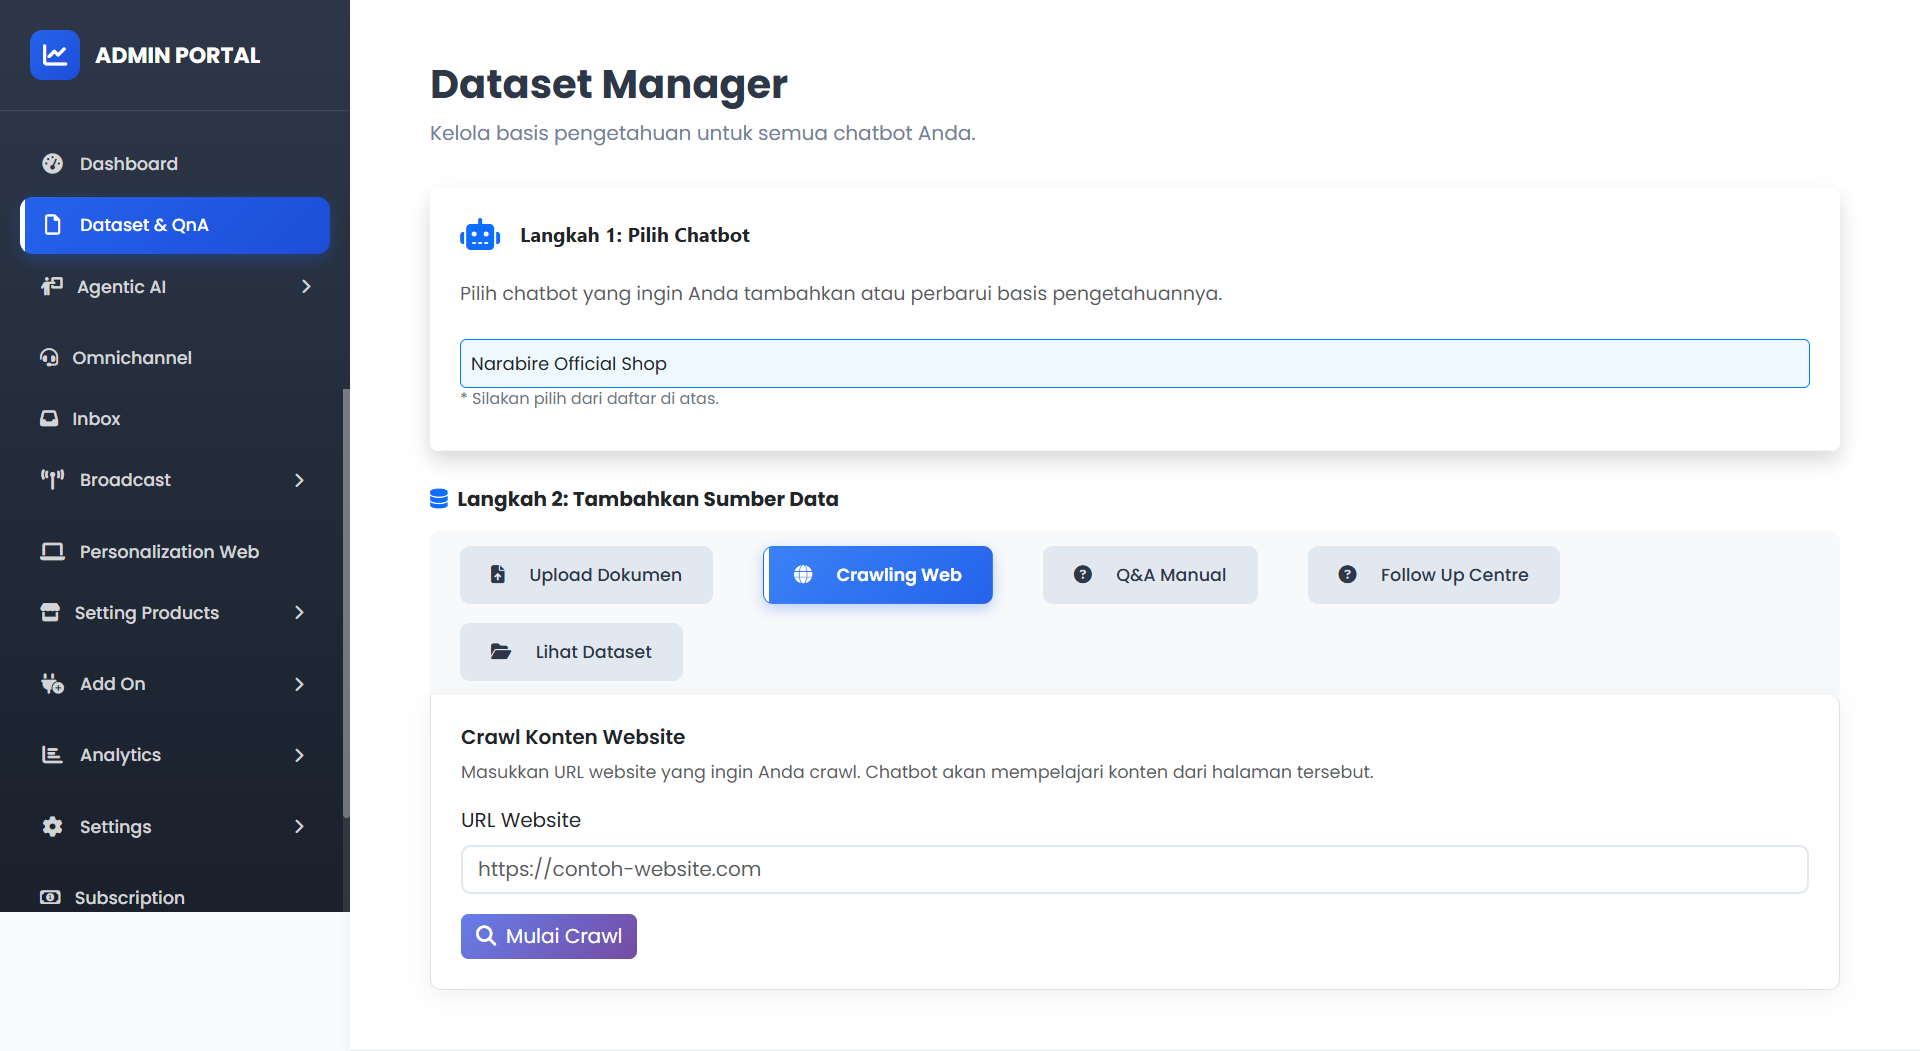 ADMIN PORTAL
Dashboard
Dataset & QnA
Agentic AI
Omnichannel
Inbox
Broadcast
Personalization Web
Setting Products
Add On
Analytics
Settings
Subscription
Dataset Manager
Kelola basis pengetahuan untuk semua chatbot Anda.
Langkah 1: Pilih Chatbot
Pilih chatbot yang ingin Anda tambahkan atau perbarui basis pengetahuannya.
Narabire Official Shop
* Silakan pilih dari daftar di atas.
Langkah 2: Tambahkan Sumber Data
Upload Dokumen
Crawling Web
Q&A Manual
Follow Up Centre
Lihat Dataset
Crawl Konten Website
Masukkan URL website yang ingin Anda crawl. Chatbot akan mempelajari konten dari halaman tersebut.
URL Website
https://contoh-website.com
Mulai Crawl